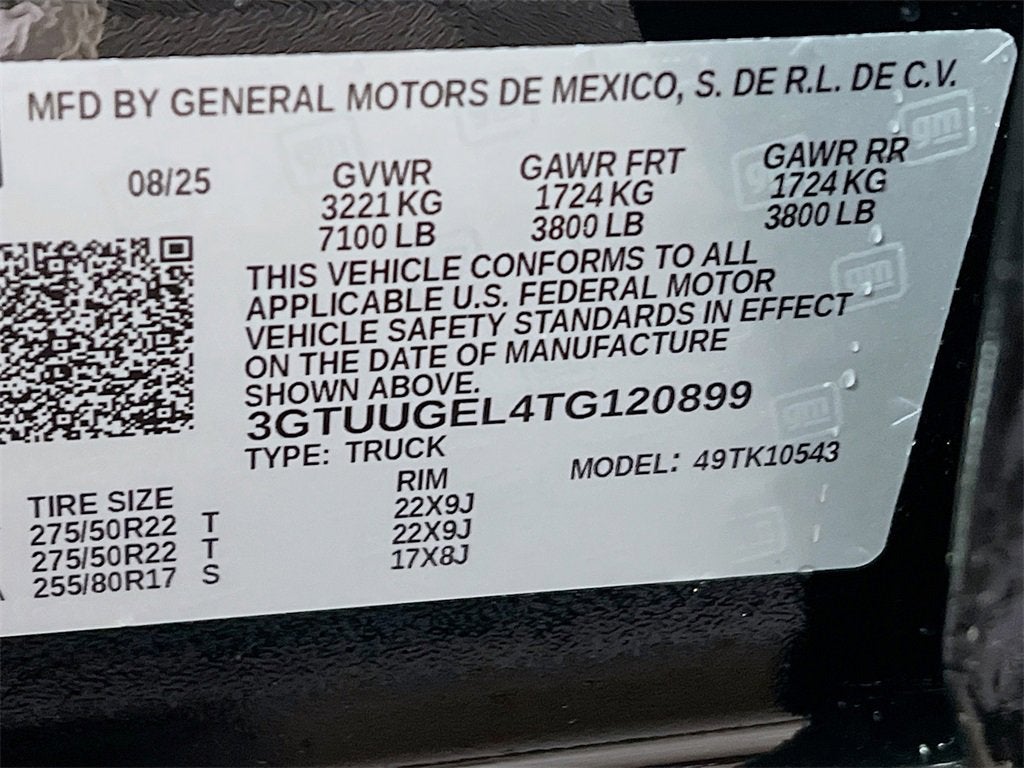 MFD BY GENERAL MOTORS DE MEXICO, S. DE R.L. DE C.V.
08/25 GVWR GAWR FRT GAWR RR
3221 KG 1724 KG 1724 KG
7100 LB 3800 LB 3800 LB
THIS VEHICLE CONFORMS TO ALL
APPLICABLE U.S. FEDERAL MOTOR
VEHICLE SAFETY STANDARDS IN EFFECT
ON THE DATE OF MANUFACTURE
SHOWN ABOVE.
3GTUUGEL4TG120899
TYPE: TRUCK MODEL: 49TK10543
TIRE SIZE RIM
275/50R22 T 22X9J
275/50R22 T 22X9J
255/80R17 S 17X8J
gm
gm
gm